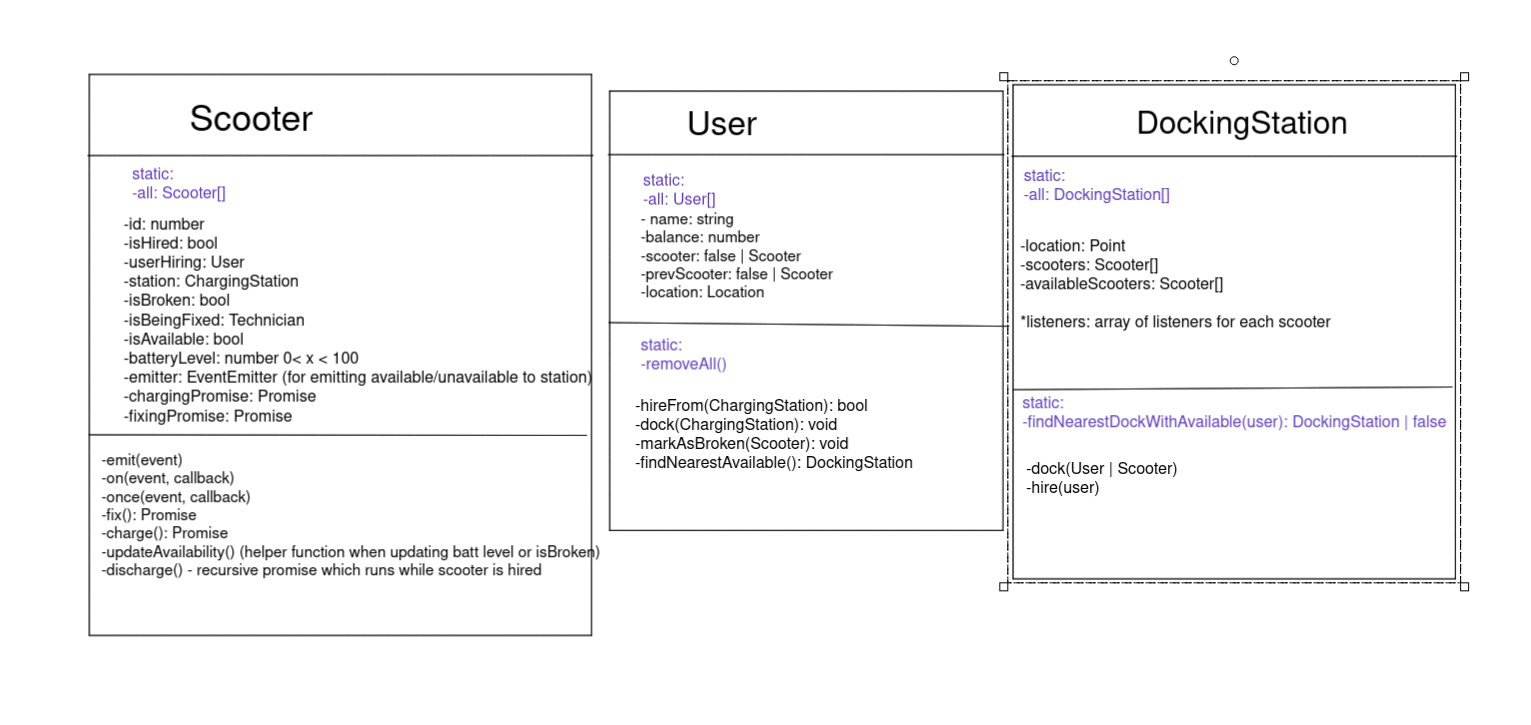 Scooter
static:
-all: Scooter[]
-id: number
-isHired: bool
-userHiring: User
-station: ChargingStation
-isBroken: bool
-isBeingFixed: Technician
-isAvailable: bool
-batteryLevel: number 0< x < 100
-emitter: EventEmitter (for emitting available/unavailable to station)
-chargingPromise: Promise
-fixingPromise: Promise
-emit(event)
-on(event, callback)
-once(event, callback)
-fix(): Promise
-charge(): Promise
-updateAvailability() (helper function when updating batt level or isBroken)
-discharge() - recursive promise which runs while scooter is hired
User
static:
-all: User[]
- name: string
-balance: number
-scooter: false | Scooter
-prevScooter: false | Scooter
-location: Location
static:
-removeAll()
-hireFrom(ChargingStation): bool
-dock(ChargingStation): void
-markAsBroken(Scooter): void
-findNearestAvailable(): DockingStation
DockingStation
static:
-all: DockingStation[]
-location: Point
-scooters: Scooter[]
-availableScooters: Scooter[]
*listeners: array of listeners for each scooter
static:
-findNearestDockWithAvailable(user): DockingStation | false
-dock(User | Scooter)
-hire(user)